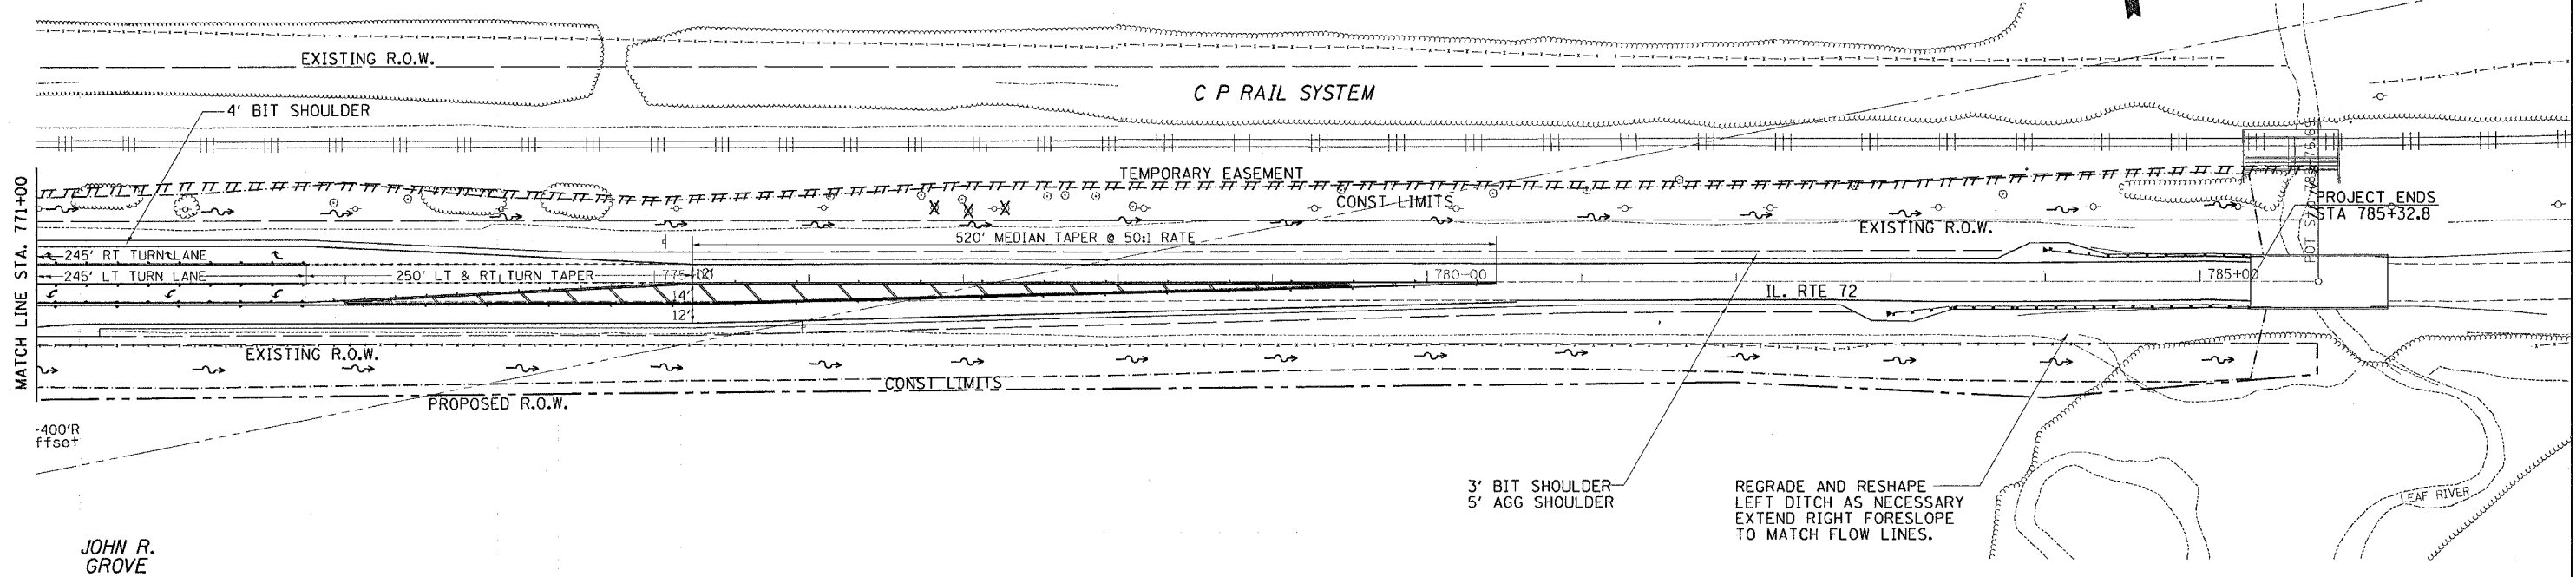 EXISTING R.O.W.
C P RAIL SYSTEM
4' BIT SHOULDER
MATCH LINE STA. 771+00
TEMPORARY EASEMENT
CONST LIMITS
PROJECT ENDS
STA 785+32.8
EXISTING R.O.W.
520' MEDIAN TAPER @ 50:1 RATE
245' RT TURN LANE
245' LT TURN LANE
250' LT & RT TURN TAPER
775+00
12'
780+00
785+00
14'
IL. RTE 72
12'
EXISTING R.O.W.
CONST LIMITS
PROPOSED R.O.W.
-400'R
ffset
3' BIT SHOULDER
5' AGG SHOULDER
REGRADE AND RESHAPE
LEFT DITCH AS NECESSARY
EXTEND RIGHT FORESLOPE
TO MATCH FLOW LINES.
LEAF RIVER
JOHN R.
GROVE